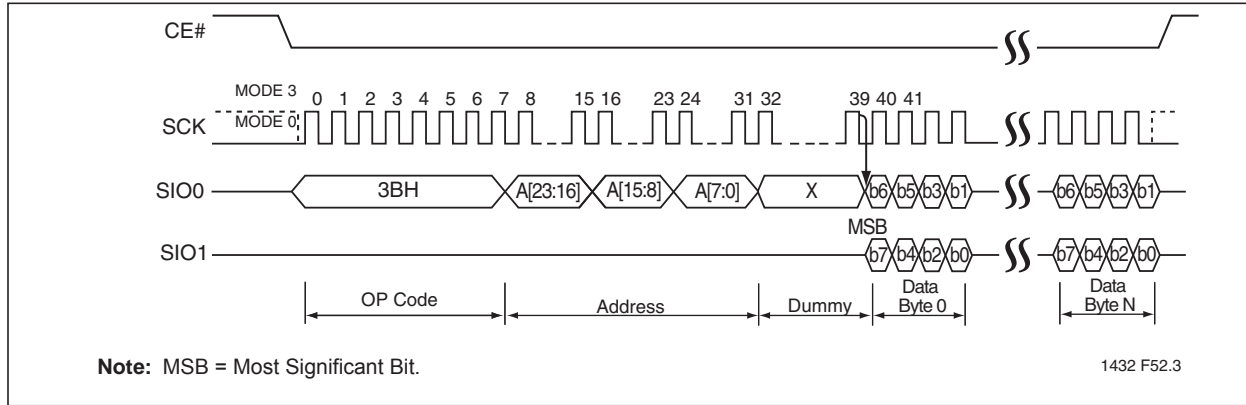 CE#
MODE 3
0 1 2 3 4 5 6 7 8 15 16 23 24 31 32 39 40 41
SCK
MODE 0
SIO0
3BH A[23:16] A[15:8] A[7:0] X b6 b5 b3 b1 b6 b5 b3 b1
MSB
SIO1
b7 b4 b2 b0 b7 b4 b2 b0
OP Code Address Dummy Data Byte 0 Data Byte N
Note: MSB = Most Significant Bit.
1432 F52.3